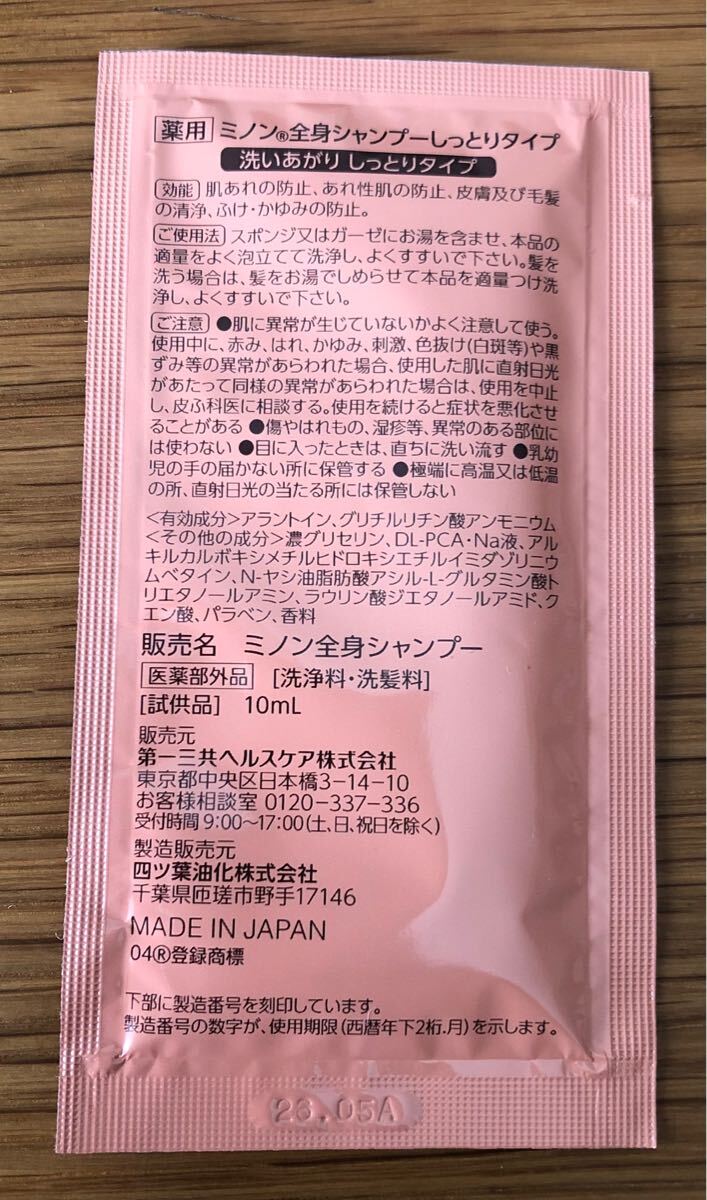 薬用 ミノン®全身シャンプーしっとりタイプ
洗いあがり しっとりタイプ
効能 肌あれの防止、あれ性肌の防止、皮膚及び毛髪
の清浄、ふけ・かゆみの防止。
ご使用法 スポンジ又はガーゼにお湯を含ませ、本品の
適量をよく泡立てて洗浄し、よくすすいで下さい。髪を
洗う場合は、髪をお湯でしめらせて本品を適量つけ洗
浄し、よくすすいで下さい。
ご注意 ●肌に異常が生じていないかよく注意して使う。
使用中に、赤み、はれ、かゆみ、刺激、色抜け(白斑等)や黒
ずみ等の異常があらわれた場合、使用した肌に直射日光
があたって同様の異常があらわれた場合は、使用を中止
し、皮ふ科医に相談する。使用を続けると症状を悪化させ
ることがある ●傷やはれもの、湿疹等、異常のある部位に
は使わない ●目に入ったときは、直ちに洗い流す ●乳幼
児の手の届かない所に保管する ●極端に高温又は低温
の所、直射日光の当たる所には保管しない
<有効成分>アラントイン、グリチルリチン酸アンモニウム
<その他の成分>濃グリセリン、DL-PCA・Na液、アル
キルカルボキシメチルヒドロキシエチルイミダゾリニウ
ムベタイン、N-ヤシ油脂肪酸アシル-L-グルタミン酸ト
リエタノールアミン、ラウリン酸ジエタノールアミド、ク
エン酸、パラベン、香料
販売名 ミノン全身シャンプー
医薬部外品 [洗浄料・洗髪料]
[試供品] 10mL
販売元
第一三共ヘルスケア株式会社
東京都中央区日本橋3-14-10
お客様相談室 0120-337-336
受付時間 9:00〜17:00(土、日、祝日を除く)
製造販売元
四ツ葉油化株式会社
千葉県匝瑳市野手17146
MADE IN JAPAN
04®登録商標
下部に製造番号を刻印しています。
製造番号の数字が、使用期限(西暦年下2桁.月)を示します。
26.05A